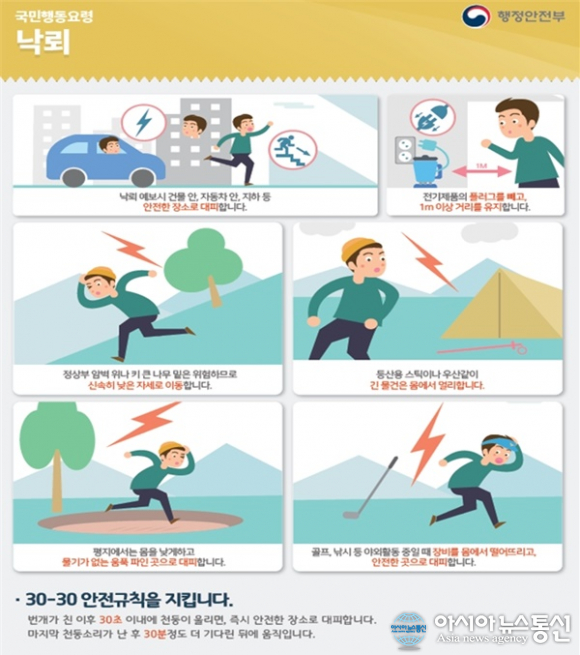 국민행동요령
낙뢰
행정안전부
낙뢰 예보시 건물 안, 자동차 안, 지하 등
안전한 장소로 대피합니다.
1M
전기제품의 플러그를 빼고,
1m 이상 거리를 유지합니다.
정상부 암벽 위나 키 큰 나무 밑은 위험하므로
신속히 낮은 자세로 이동합니다.
등산용 스틱이나 우산같이
긴 물건은 몸에서 멀리합니다.
평지에서는 몸을 낮게하고
물기가 없는 움푹 파인 곳으로 대피합니다.
골프, 낚시 등 야외활동 중일 때 장비를 몸에서 떨어뜨리고,
안전한 곳으로 대피합니다.
· 30-30 안전규칙을 지킵니다.
번개가 친 이후 30초 이내에 천둥이 울리면, 즉시 안전한 장소로 대피합니다.
마지막 천둥소리가 난 후 30분정도 더 기다린 뒤에 움직입니다.
아시아뉴스통신
아시아뉴스통신
Asia news agency